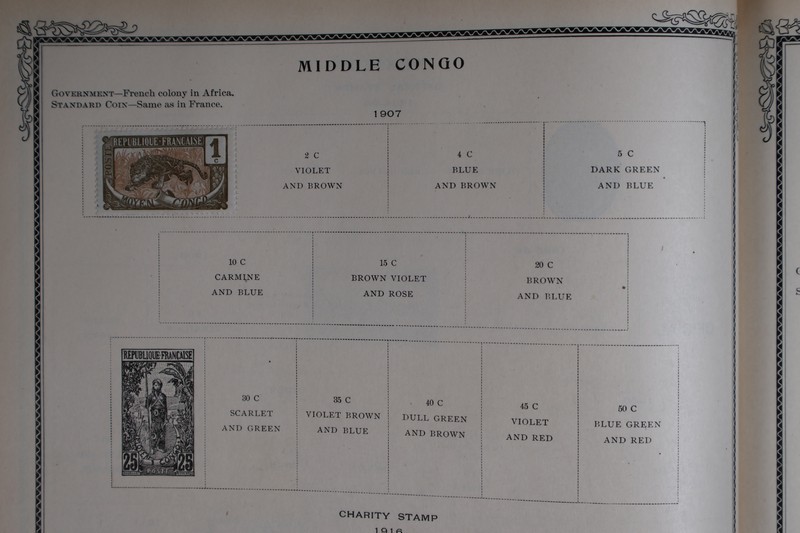 MIDDLE CONGO
GOVERNMENT—French colony in Africa.
STANDARD COIN—Same as in France.
1907
REPUBLIQUE·FRANÇAISE
1
C
POSTES
MOYEN CONGO
2 C
VIOLET
AND BROWN
4 C
BLUE
AND BROWN
5 C
DARK GREEN
AND BLUE
10 C
CARMINE
AND BLUE
15 C
BROWN VIOLET
AND ROSE
20 C
BROWN
AND BLUE
REPUBLIQUE FRANÇAISE
25
25
POSTES
30 C
SCARLET
AND GREEN
35 C
VIOLET BROWN
AND BLUE
40 C
DULL GREEN
AND BROWN
45 C
VIOLET
AND RED
50 C
BLUE GREEN
AND RED
CHARITY STAMP
1916